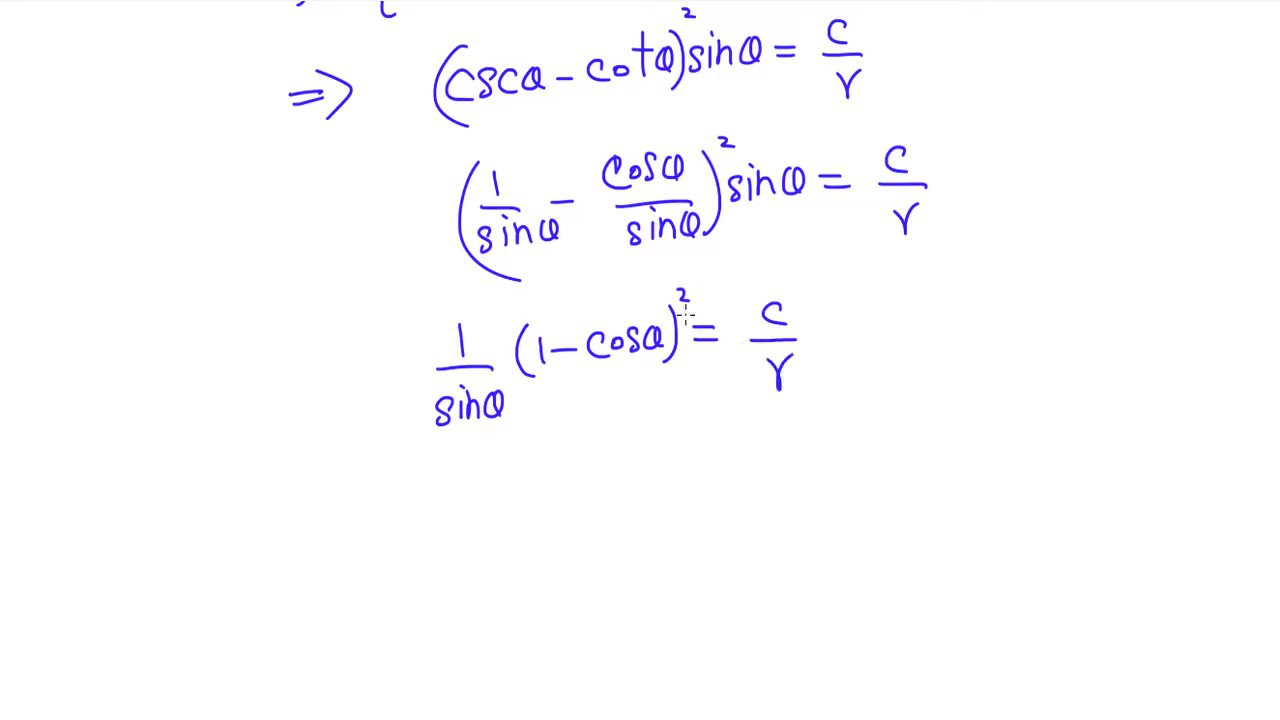 ⇒ (cscθ - cotθ)² sinθ = c/r
(1/sinθ - cosθ/sinθ)² sinθ = c/r
1/sinθ (1 - cosθ)² = c/r